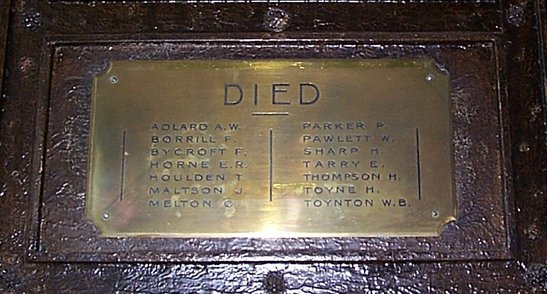 DIED
ADLARD A.W.
BORRILL F.
BYCROFT F.
HORNE E.R.
HOULDEN T.
MALTSON J.
MELTON G.
PARKER P.
PAWLETT W.
SHARP H.
TARRY E.
THOMPSON H.
TOYNE H.
TOYNTON W.B.